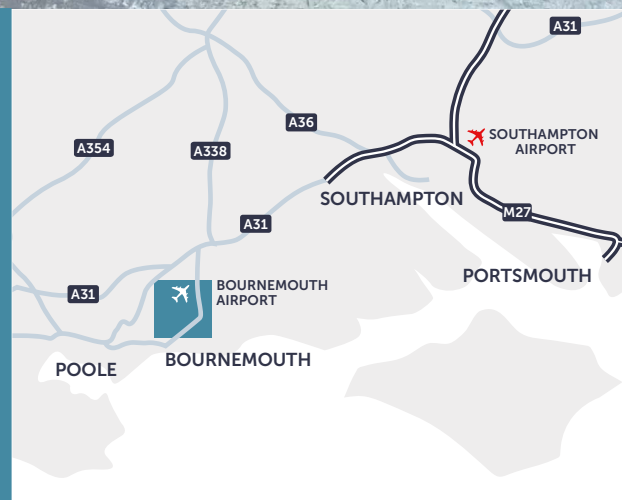 A31
A36
A354
A338
SOUTHAMPTON
AIRPORT
SOUTHAMPTON
M27
A31
PORTSMOUTH
A31
BOURNEMOUTH
AIRPORT
POOLE
BOURNEMOUTH